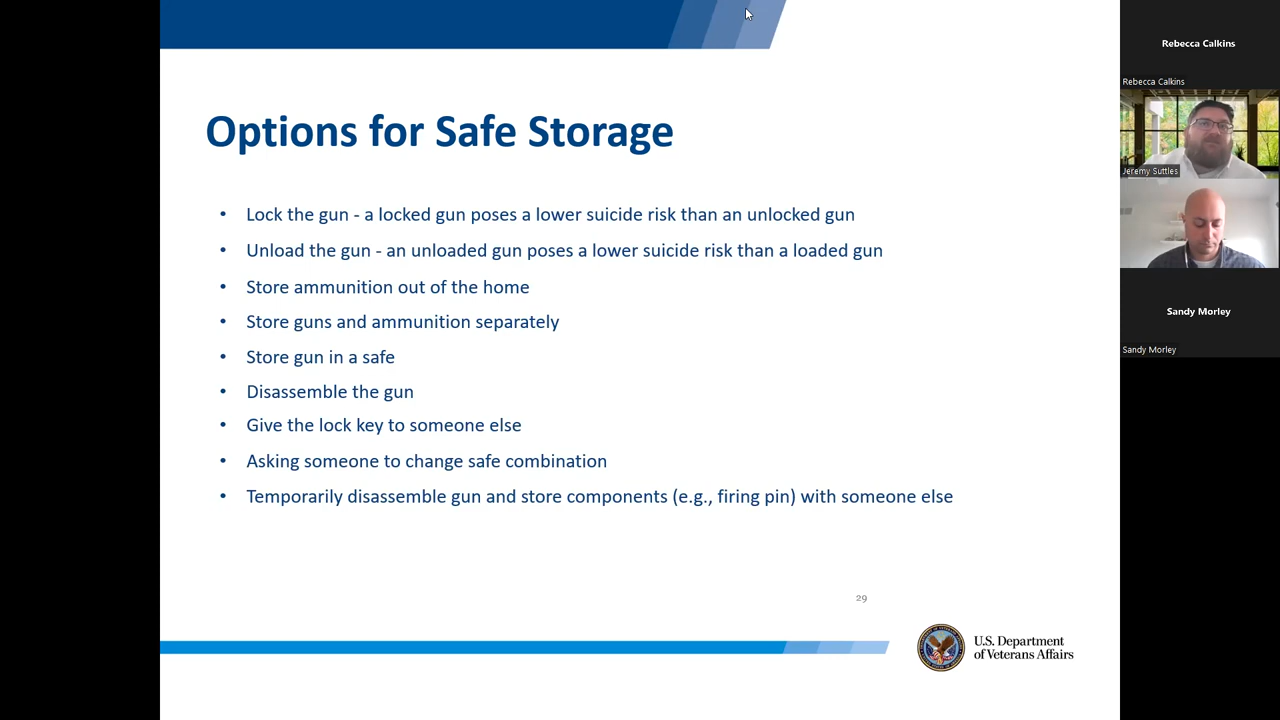 Options for Safe Storage
• Lock the gun - a locked gun poses a lower suicide risk than an unlocked gun
• Unload the gun - an unloaded gun poses a lower suicide risk than a loaded gun
• Store ammunition out of the home
• Store guns and ammunition separately
• Store gun in a safe
• Disassemble the gun
• Give the lock key to someone else
• Asking someone to change safe combination
• Temporarily disassemble gun and store components (e.g., firing pin) with someone else
29
U.S. Department
of Veterans Affairs
Rebecca Calkins
Rebecca Calkins
Jeremy Suttles
Sandy Morley
Sandy Morley